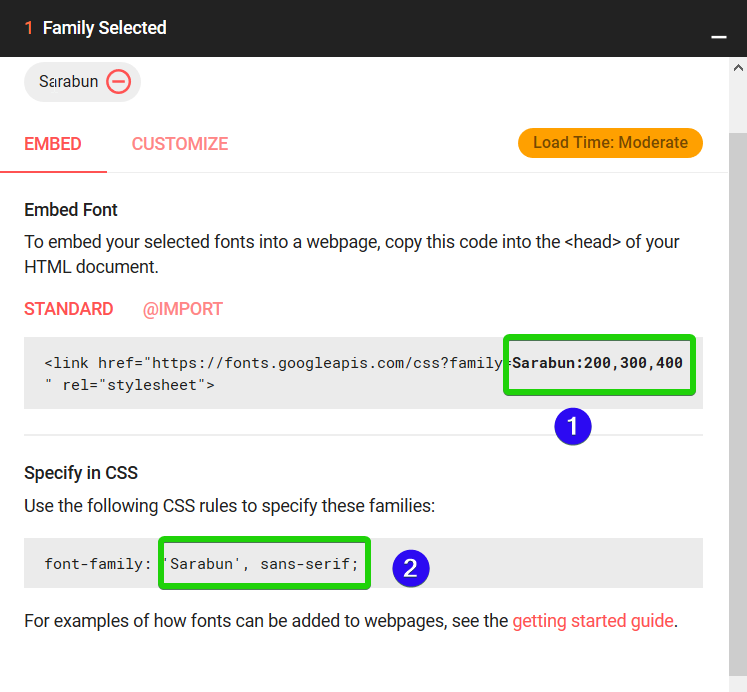 1 Family Selected
Sarabun
EMBED CUSTOMIZE Load Time: Moderate
Embed Font
To embed your selected fonts into a webpage, copy this code into the <head> of your
HTML document.
STANDARD @IMPORT
<link href="https://fonts.googleapis.com/css?family=Sarabun:200,300,400
" rel="stylesheet">
1
Specify in CSS
Use the following CSS rules to specify these families:
font-family: 'Sarabun', sans-serif; 2
For examples of how fonts can be added to webpages, see the getting started guide.